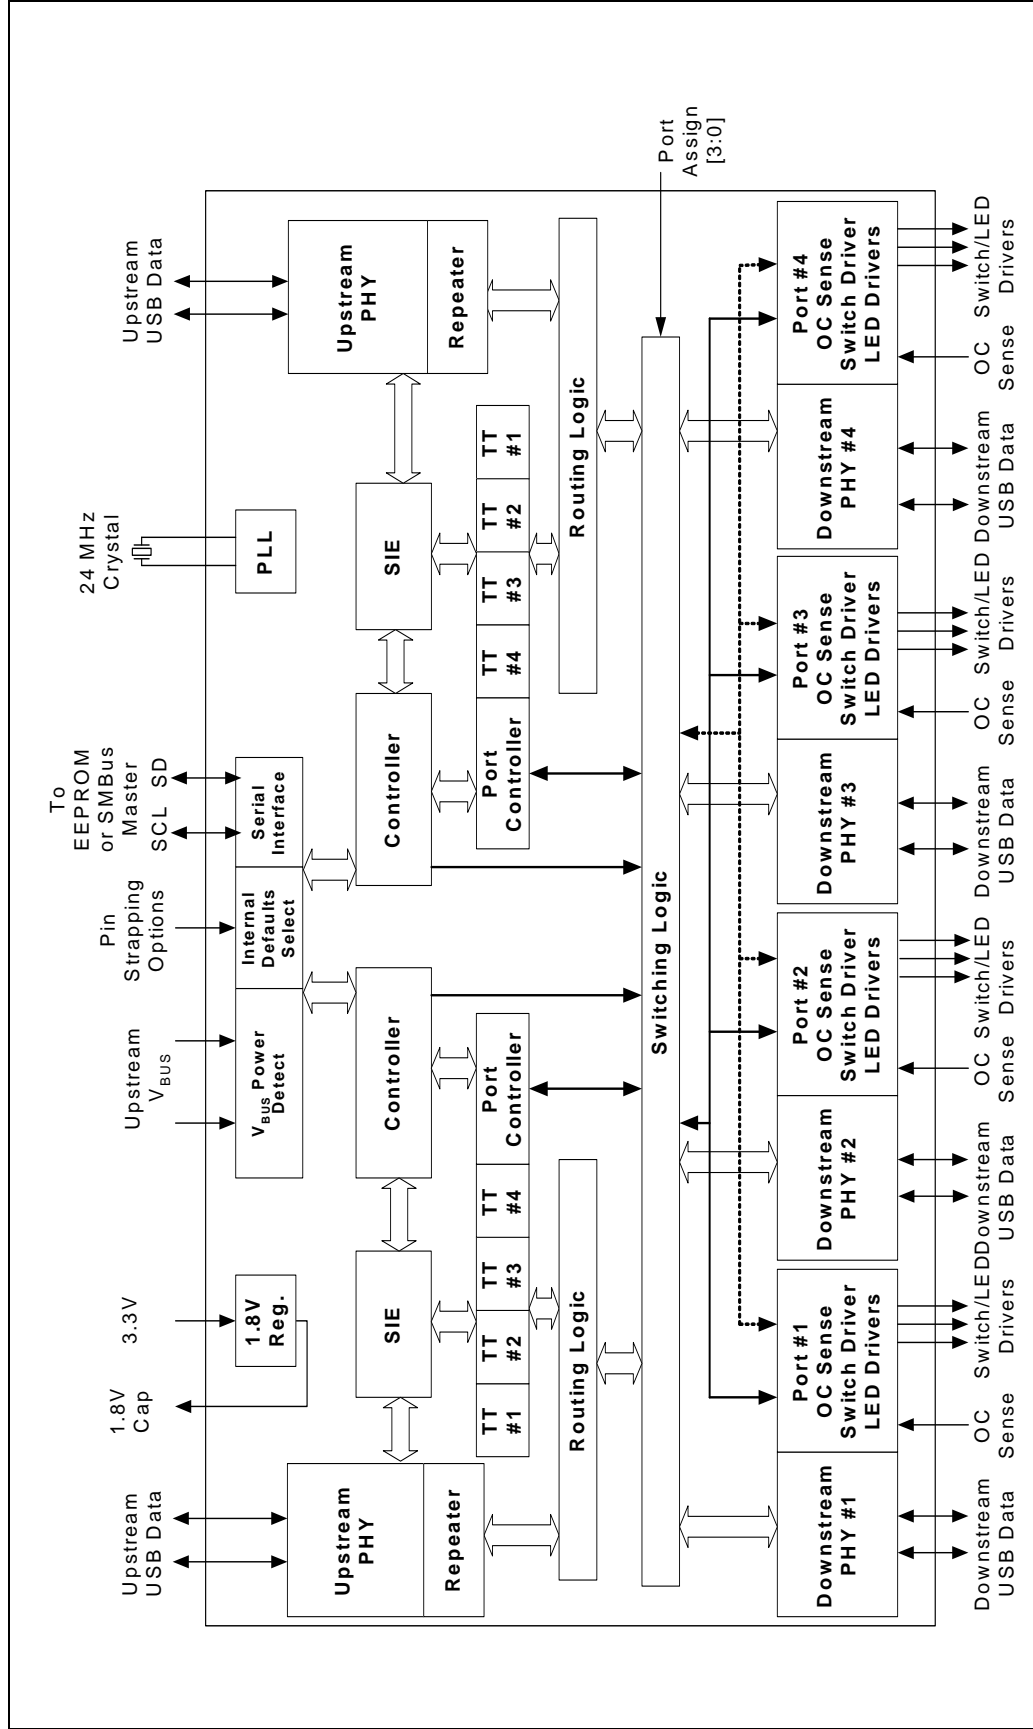 Upstream
USB Data
1.8V
Cap
3.3V
Upstream
VBUS
Pin
Strapping
Options
To
EEPROM
or SMBus
Master
SCL SD
24 MHz
Crystal
Upstream
USB Data
1.8V
Reg.
VBUS Power
Detect
Internal
Defaults
Select
Serial
Interface
PLL
Upstream
PHY
Repeater
SIE
Controller
Controller
SIE
Upstream
PHY
Repeater
TT
#1
TT
#2
TT
#3
TT
#4
Port
Controller
Port
Controller
TT
#4
TT
#3
TT
#2
TT
#1
Routing Logic
Routing Logic
Switching Logic
Port
Assign
[3:0]
Downstream
PHY #1
Port #1
OC Sense
Switch Driver
LED Drivers
Downstream
PHY #2
Port #2
OC Sense
Switch Driver
LED Drivers
Downstream
PHY #3
Port #3
OC Sense
Switch Driver
LED Drivers
Downstream
PHY #4
Port #4
OC Sense
Switch Driver
LED Drivers
Downstream
USB Data
OC
Sense
Switch/LED
Drivers
Downstream
USB Data
OC
Sense
Switch/LED
Drivers
Downstream
USB Data
OC
Sense
Switch/LED
Drivers
Downstream
USB Data
OC
Sense
Switch/LED
Drivers